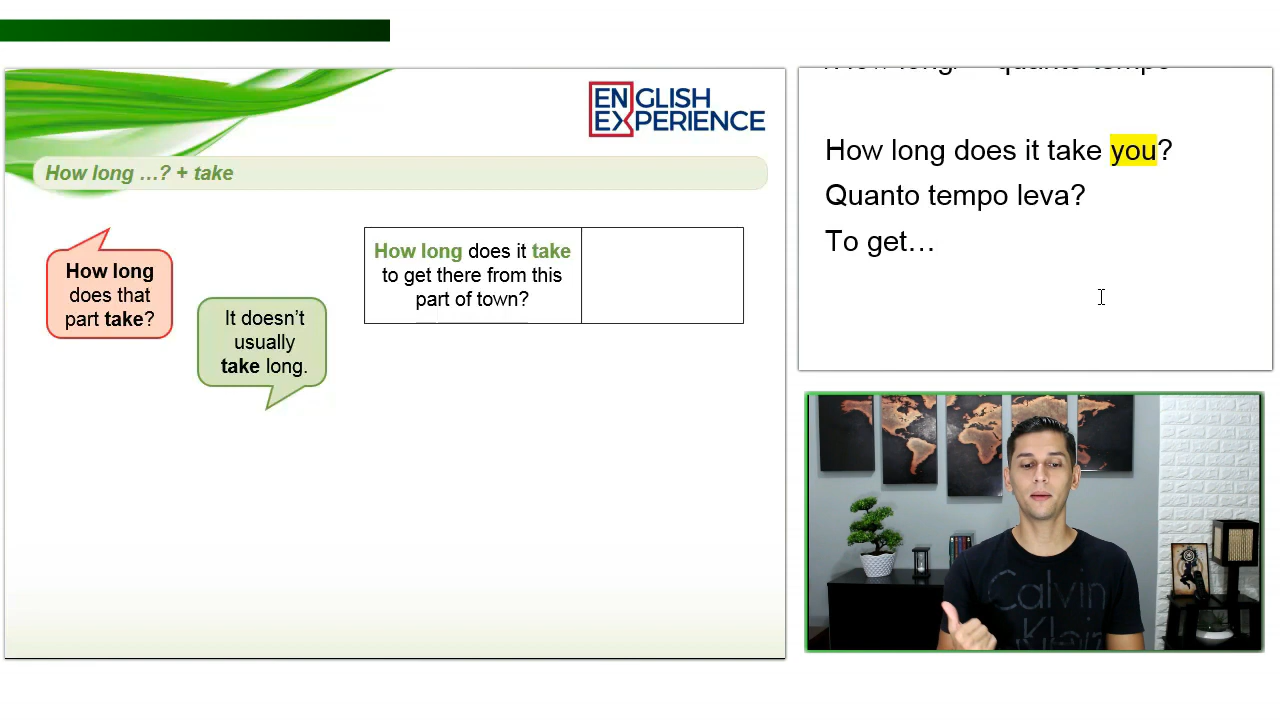 ENGLISH
EXPERIENCE
How long ...? + take
How long
does that
part take?
It doesn't
usually
take long.
How long does it take
to get there from this
part of town?
quanto tempo
How long does it take you?
Quanto tempo leva?
To get…
Calvin
Klein